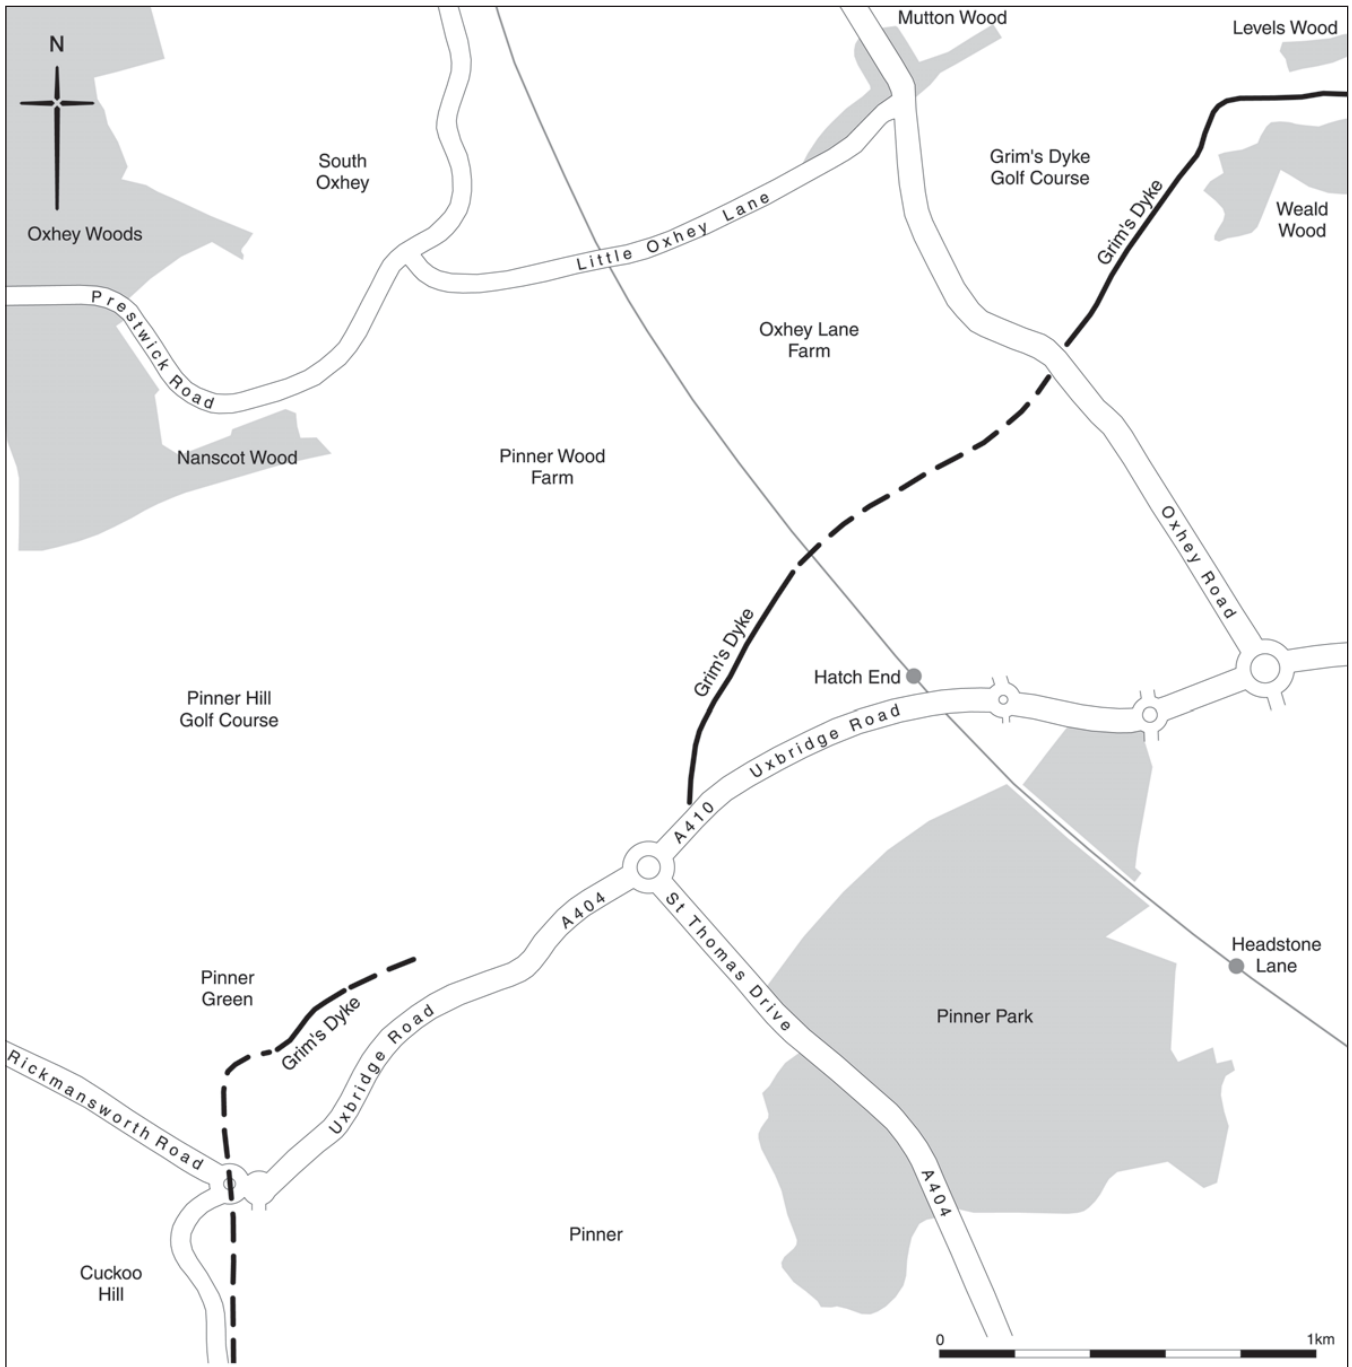 Mutton Wood
Levels Wood
N
South
Oxhey
Grim's Dyke
Golf Course
Grim's Dyke
Weald
Wood
Oxhey Woods
Little Oxhey Lane
Prestwick Road
Oxhey Lane
Farm
Nanscot Wood
Pinner Wood
Farm
Oxhey Road
Grim's Dyke
Hatch End
Pinner Hill
Golf Course
Uxbridge Road
A410
A404
St Thomas Drive
Headstone
Lane
Pinner
Green
Grim's Dyke
Pinner Park
Uxbridge Road
Rickmansworth Road
A404
Pinner
Cuckoo
Hill
0 1km